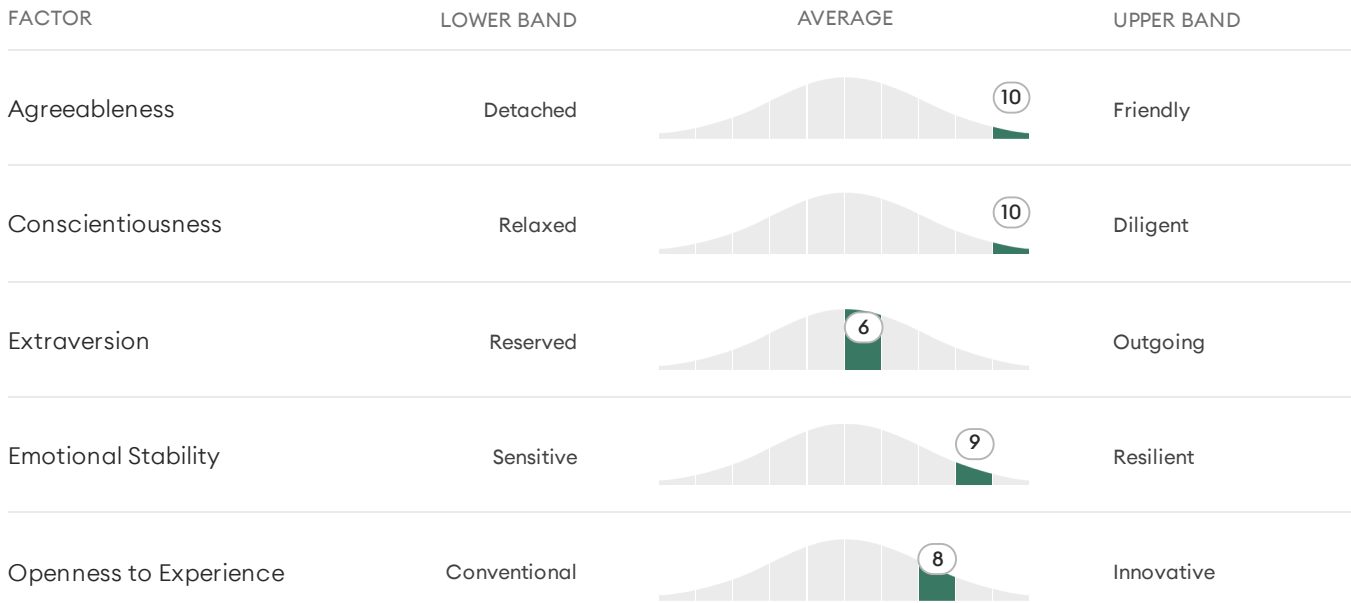 FACTOR LOWER BAND AVERAGE UPPER BAND
Agreeableness Detached 10 Friendly
Conscientiousness Relaxed 10 Diligent
Extraversion Reserved 6 Outgoing
Emotional Stability Sensitive 9 Resilient
Openness to Experience Conventional 8 Innovative